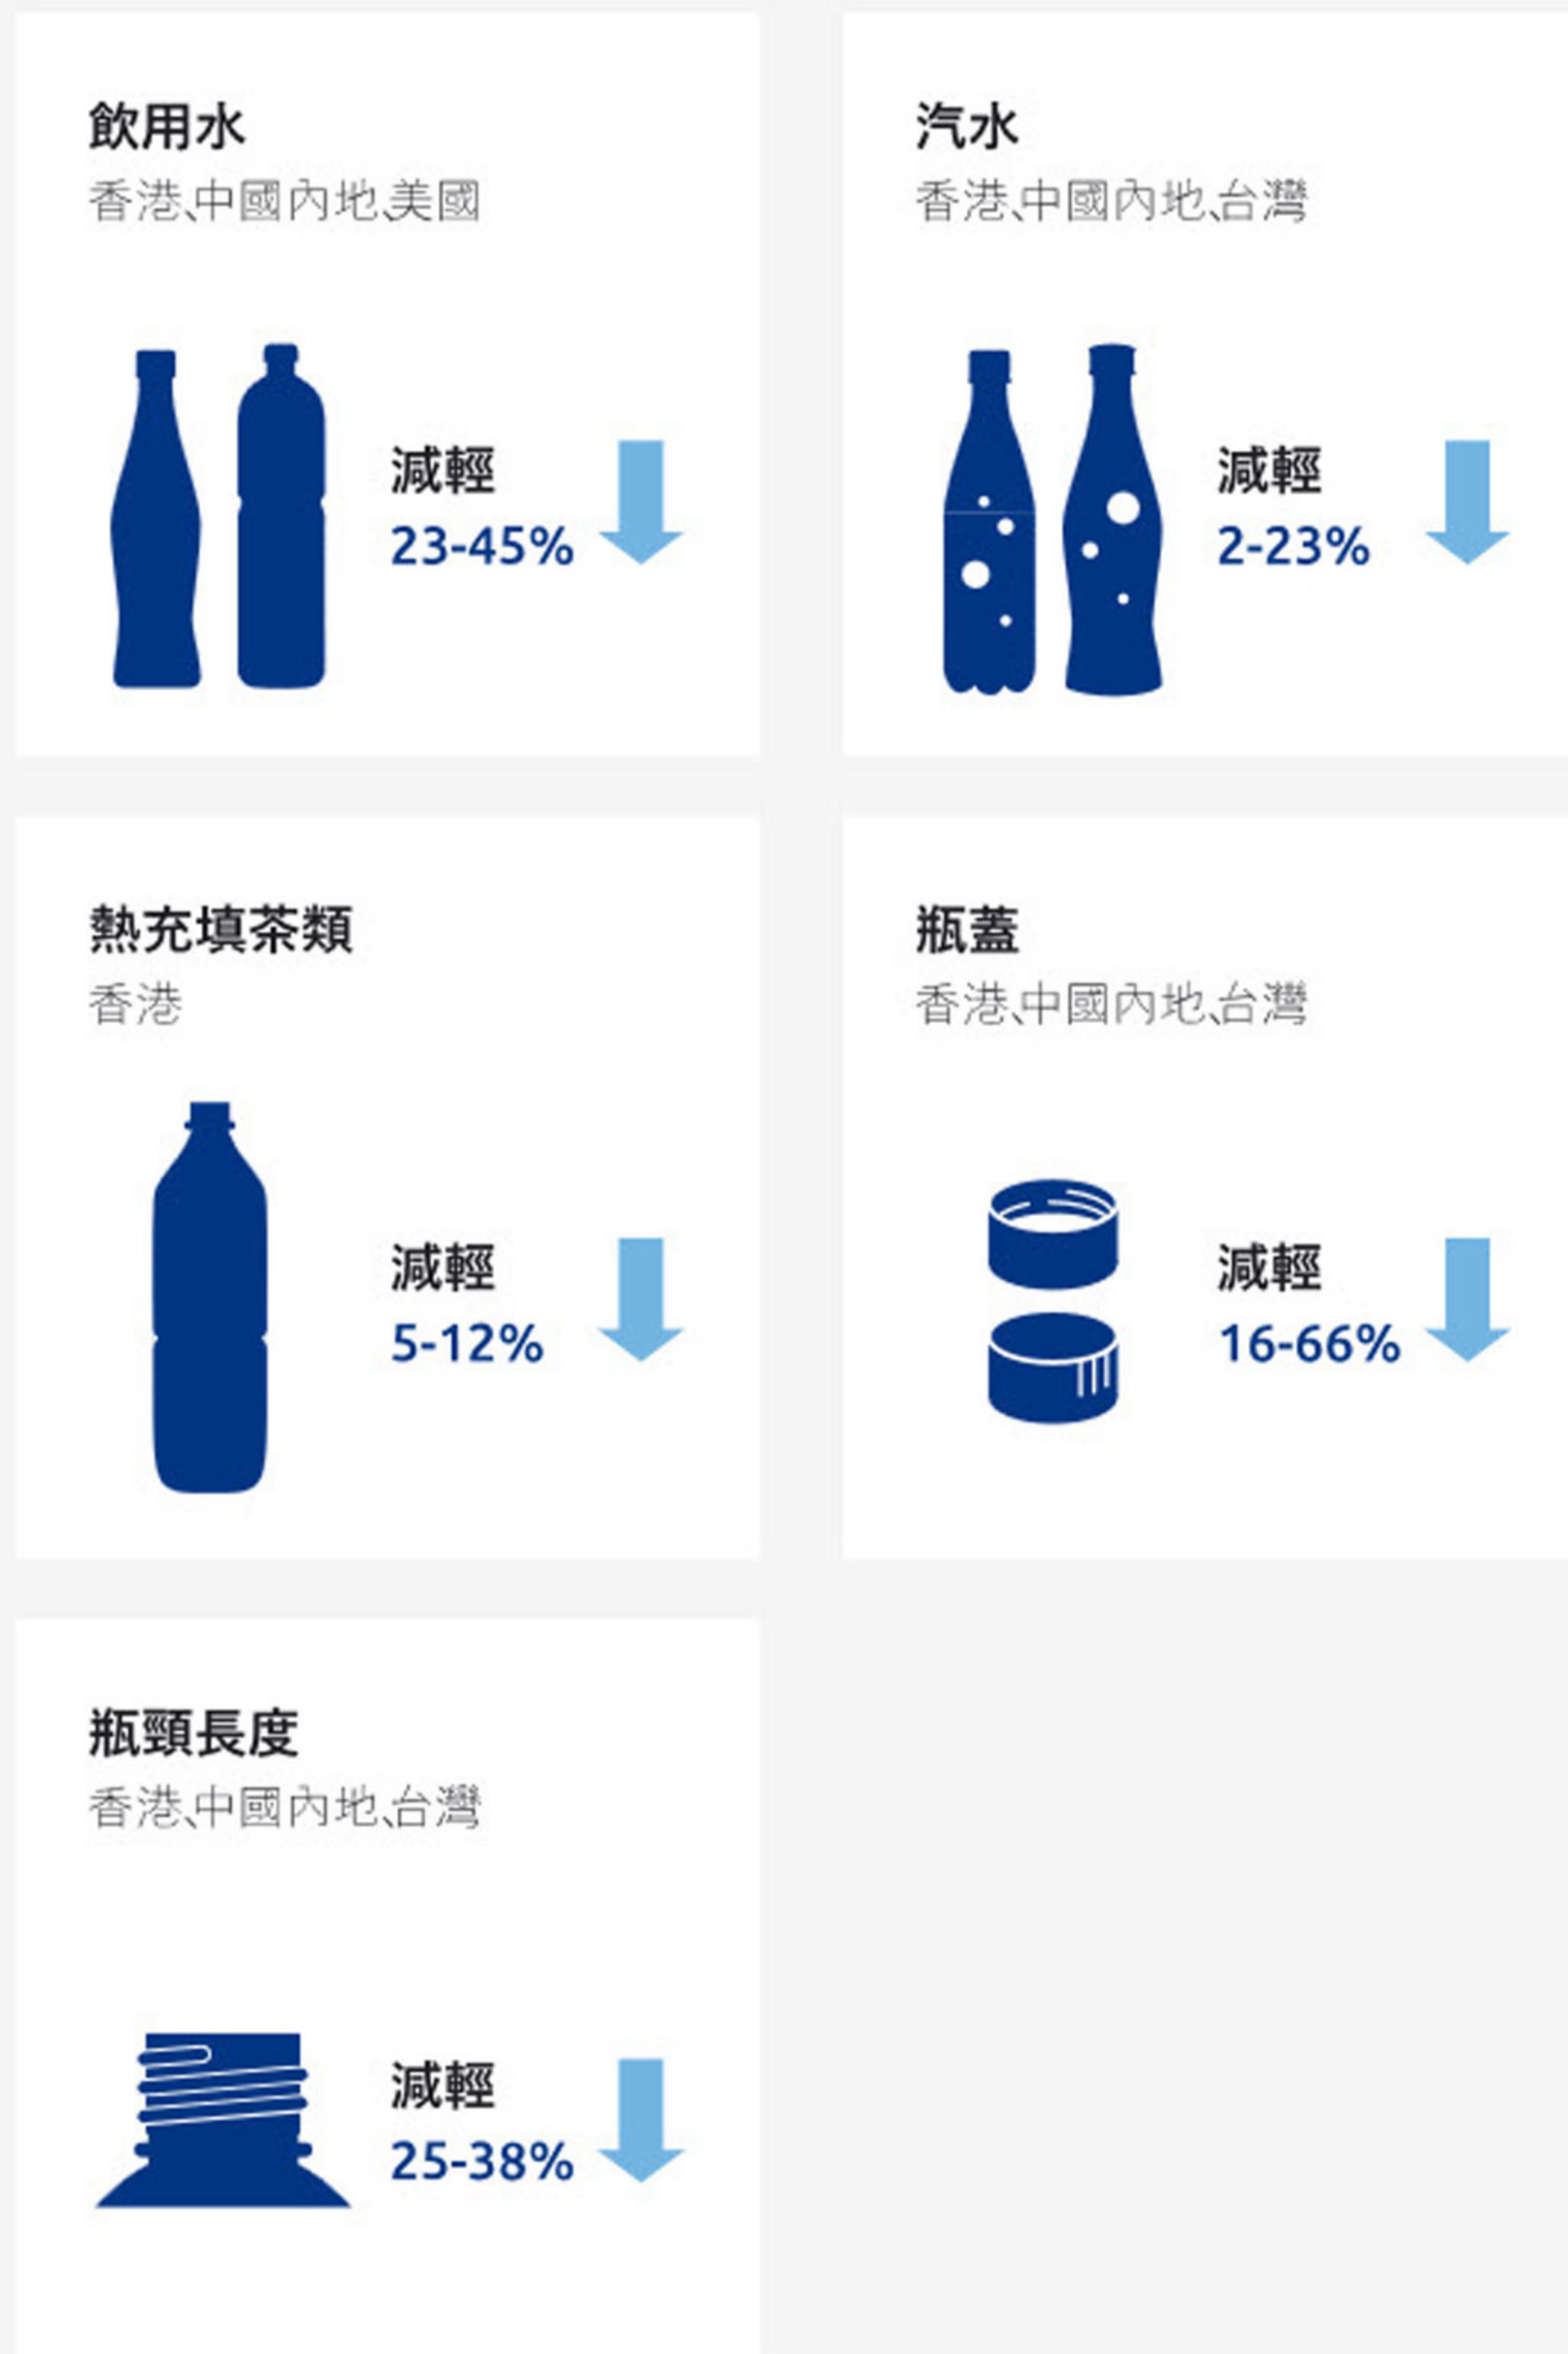 飲用水
香港、中國內地、美國
減輕
23-45%
汽水
香港、中國內地、台灣
減輕
2-23%
熱充填茶類
香港
減輕
5-12%
瓶蓋
香港、中國內地、台灣
減輕
16-66%
瓶頸長度
香港、中國內地、台灣
減輕
25-38%